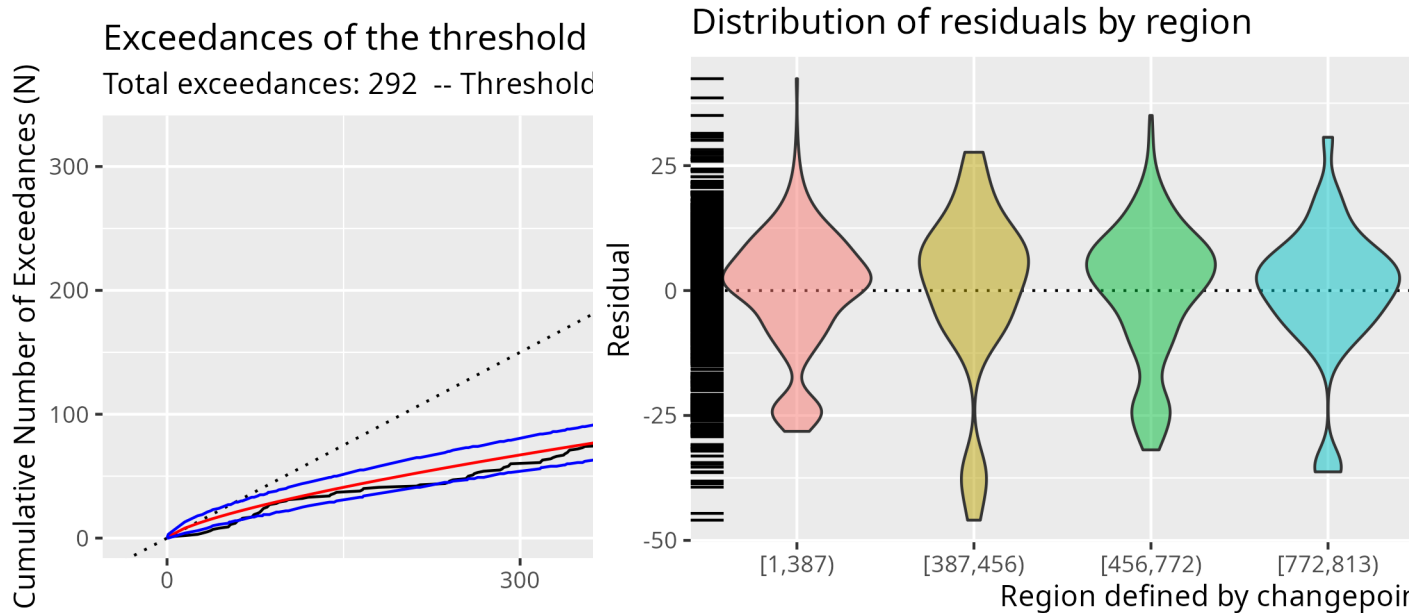 Exceedances of the threshold
Total exceedances: 292 -- Threshold
Cumulative Number of Exceedances (N)
300
200
100
0
0
300
Distribution of residuals by region
Residual
25
0
-25
-50
[1,387)
[387,456)
[456,772)
[772,813)
Region defined by changepoin